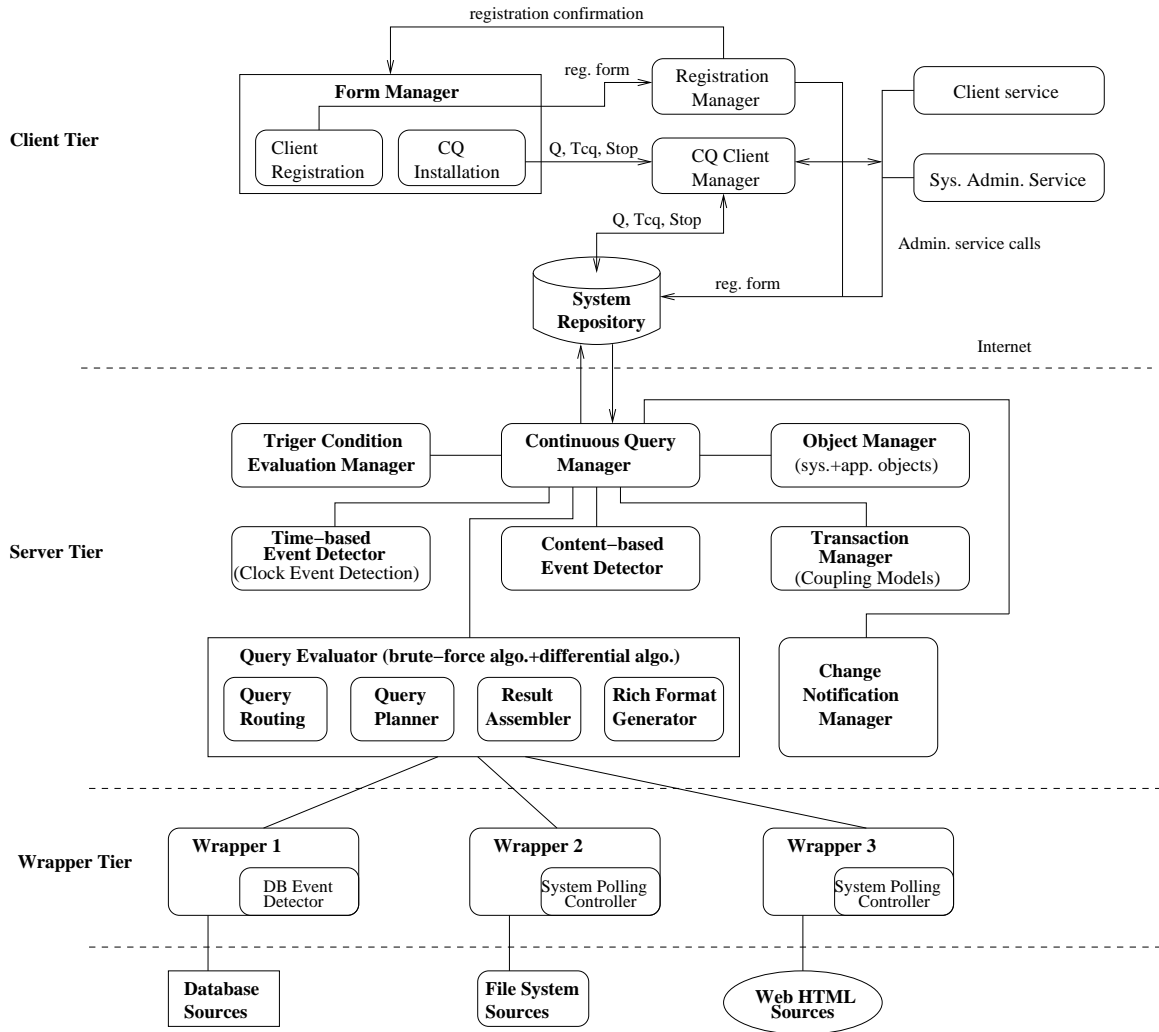 registration confirmation
reg. form
Form Manager
Registration
Manager
Client service
Client Tier
Client
Registration
CQ
Installation
Q, Tcq, Stop
CQ Client
Manager
Sys. Admin. Service
Q, Tcq, Stop
Admin. service calls
reg. form
System
Repository
Internet
Triger Condition
Evaluation Manager
Continuous Query
Manager
Object Manager
(sys.+app. objects)
Server Tier
Time-based
Event Detector
(Clock Event Detection)
Content-based
Event Detector
Transaction
Manager
(Coupling Models)
Query Evaluator (brute-force algo.+differential algo.)
Query
Routing
Query
Planner
Result
Assembler
Rich Format
Generator
Change
Notification
Manager
Wrapper Tier
Wrapper 1
DB Event
Detector
Wrapper 2
System Polling
Controller
Wrapper 3
System Polling
Controller
Database
Sources
File System
Sources
Web HTML
Sources